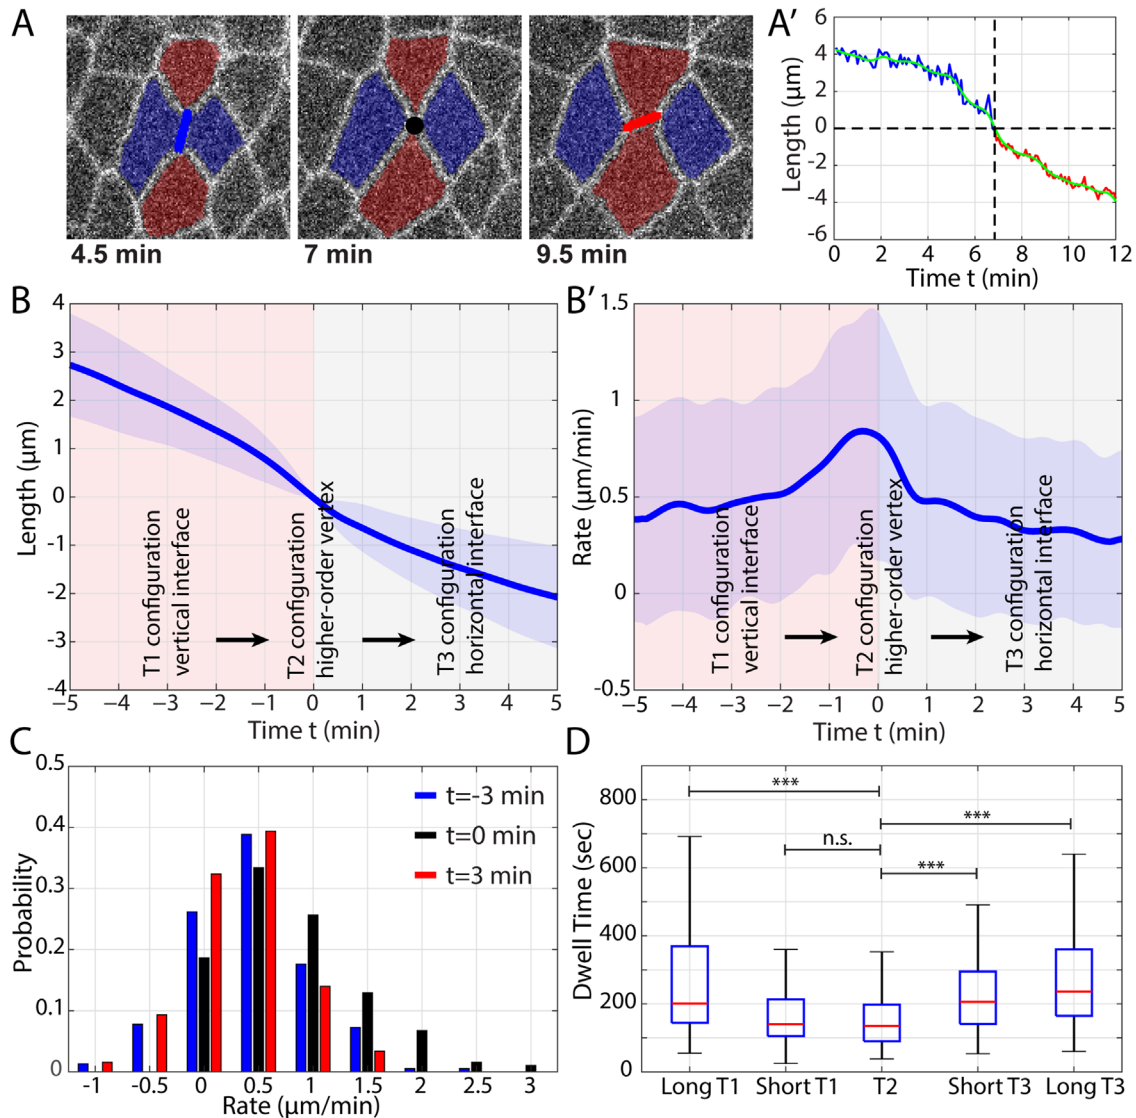 A
4.5 min
7 min
9.5 min
A′
6
4
2
0
-2
-4
-6
Length (μm)
0 2 4 6 8 10 12
Time t (min)
B
4
3
2
1
0
-1
-2
-3
-4
Length (μm)
T1 configuration
vertical interface
T2 configuration
higher-order vertex
T3 configuration
horizontal interface
-5 −4 −3 −2 -1 0 1 2 3 4 5
Time t (min)
B′
1.5
1
0.5
0
-0.5
Rate (μm/min)
T1 configuration
vertical interface
T2 configuration
higher-order vertex
T3 configuration
horizontal interface
-5 −4 −3 −2 -1 0 1 2 3 4 5
Time t (min)
C
0.5
0.4
0.3
0.2
0.1
0
Probability
t=-3 min
t=0 min
t=3 min
-1 -0.5 0 0.5 1 1.5 2 2.5 3
Rate (μm/min)
D
800
600
400
200
0
Dwell Time (sec)
***
***
n.s.
***
Long T1 Short T1 T2 Short T3 Long T3